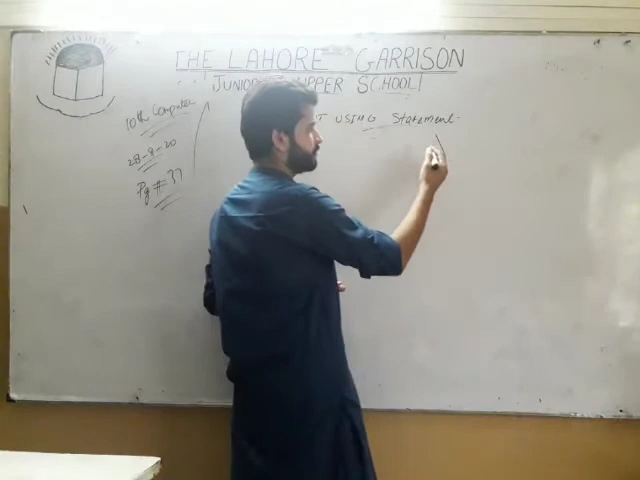 THE LAHORE GARRISON
JUNIOR UPPER SCHOOL
10th Computer
28-9-20
Pg # 37
USING Statement